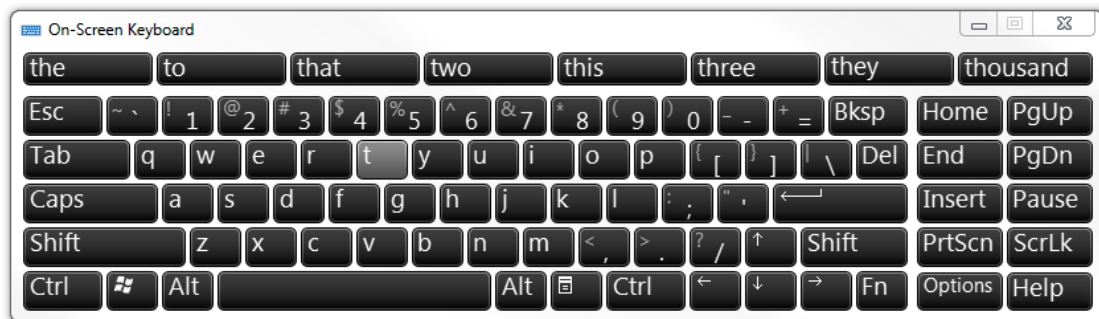 On-Screen Keyboard
the to that two this three they thousand
Esc ~ ` ! 1 @ 2 # 3 $ 4 % 5 ^ 6 & 7 * 8 ( 9 ) 0 _ - + = Bksp Home PgUp
Tab q w e r t y u i o p { [ } ] | \ Del End PgDn
Caps a s d f g h j k l : ; " ' Insert Pause
Shift z x c v b n m < , > . ? / ↑ Shift PrtScn ScrLk
Ctrl Alt Alt Ctrl ← ↓ → Fn Options Help